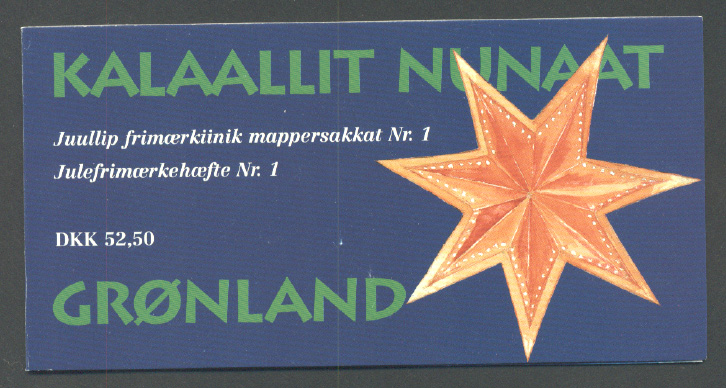 KALAALLIT NUNAAT
Juullip frimærkiinik mappersakkat Nr. 1
Julefrimærkehæfte Nr. 1
DKK 52,50
GRØNLAND